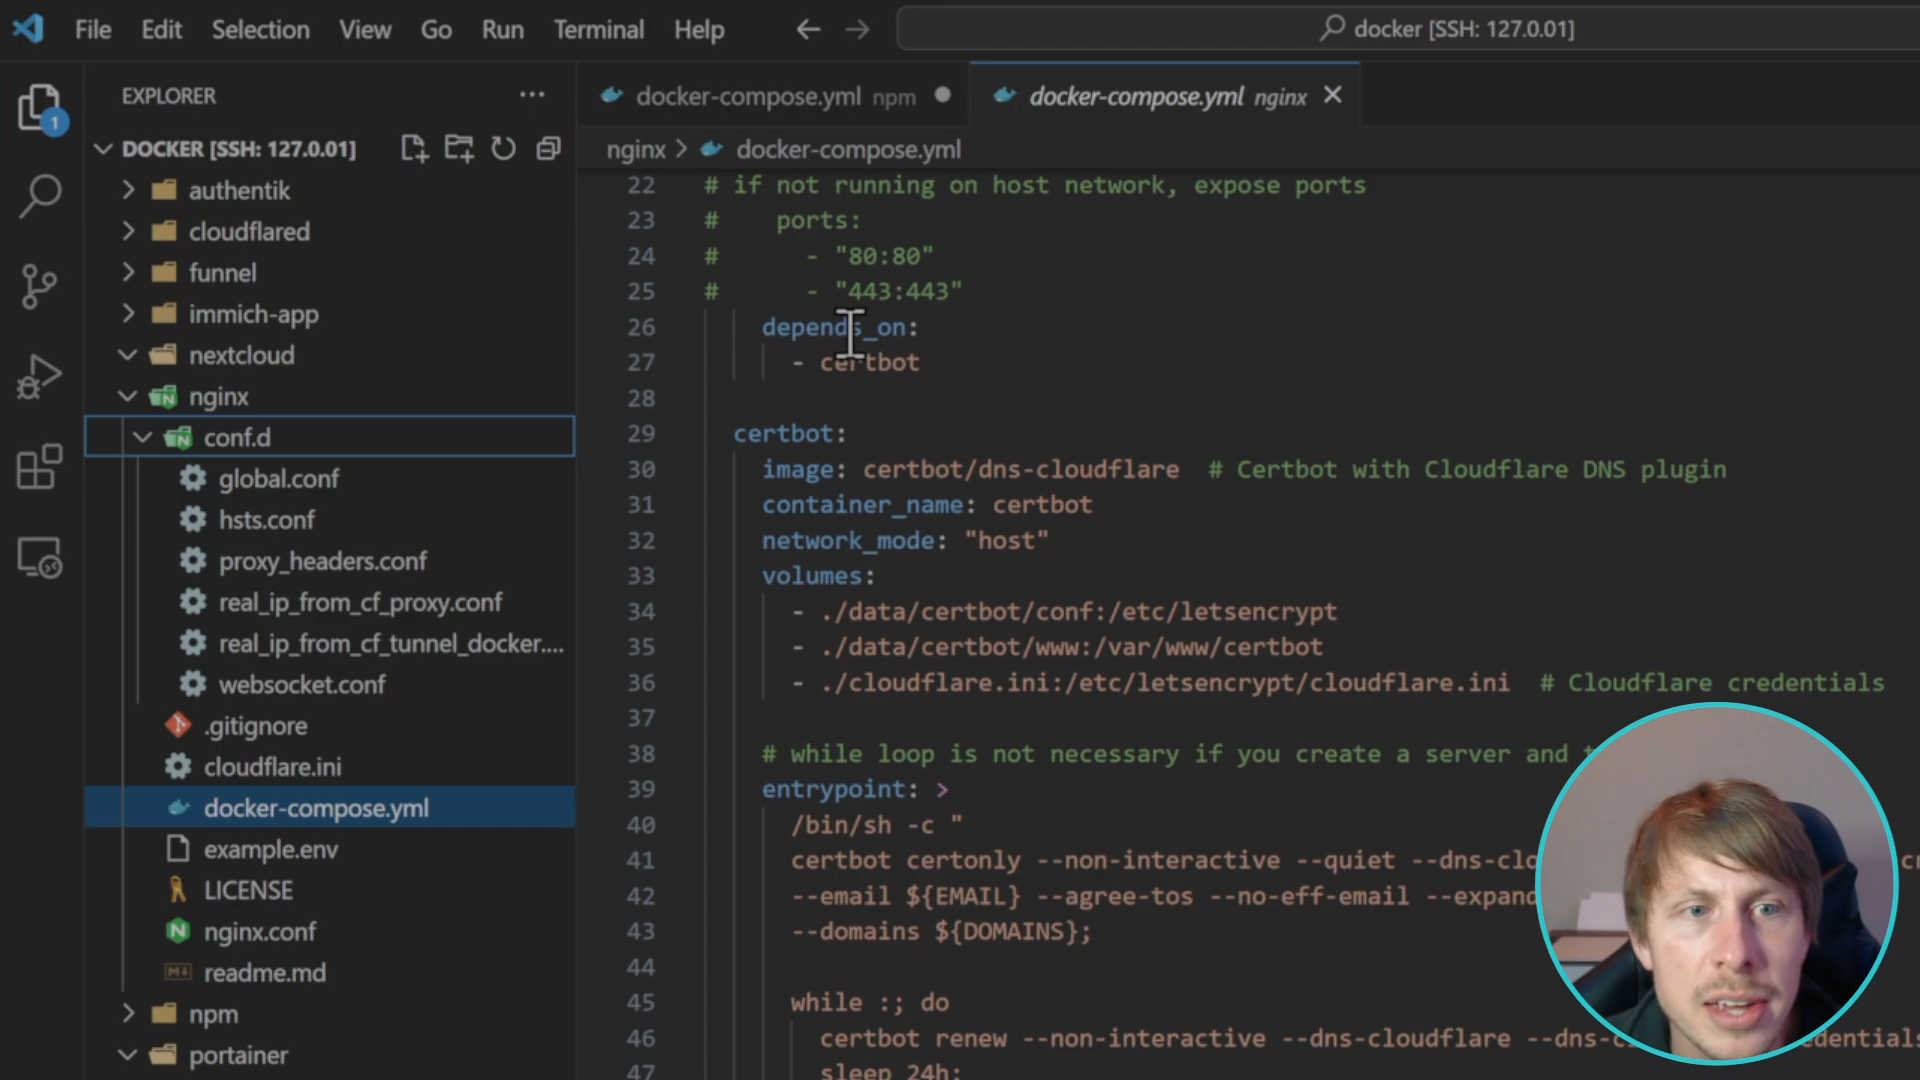 File Edit Selection View Go Run Terminal Help
docker [SSH: 127.0.01]
1
EXPLORER
DOCKER [SSH: 127.0.01]
authentik
cloudflared
funnel
immich-app
nextcloud
nginx
conf.d
global.conf
hsts.conf
proxy_headers.conf
real_ip_from_cf_proxy.conf
real_ip_from_cf_tunnel_docker....
websocket.conf
.gitignore
cloudflare.ini
docker-compose.yml
example.env
LICENSE
nginx.conf
readme.md
npm
portainer
docker-compose.yml npm
docker-compose.yml nginx
nginx > docker-compose.yml
22 # if not running on host network, expose ports
23 # ports:
24 # - "80:80"
25 # - "443:443"
26 depends_on:
27 - certbot
28
29 certbot:
30 image: certbot/dns-cloudflare # Certbot with Cloudflare DNS plugin
31 container_name: certbot
32 network_mode: "host"
33 volumes:
34 - ./data/certbot/conf:/etc/letsencrypt
35 - ./data/certbot/www:/var/www/certbot
36 - ./cloudflare.ini:/etc/letsencrypt/cloudflare.ini # Cloudflare credentials
37
38 # while loop is not necessary if you create a server and
39 entrypoint: >
40 /bin/sh -c "
41 certbot certonly --non-interactive --quiet --dns-clo
42 --email ${EMAIL} --agree-tos --no-eff-email --expand
43 --domains ${DOMAINS};
44
45 while :; do
46 certbot renew --non-interactive --dns-cloudflare --dns-c edentials
47 sleep 24h;